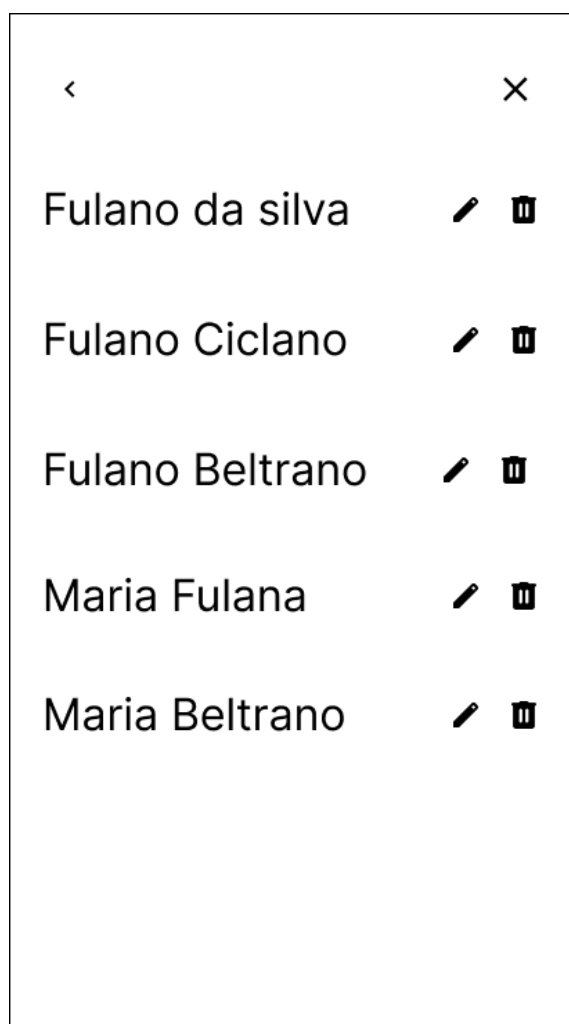 Fulano da silva
Fulano Ciclano
Fulano Beltrano
Maria Fulana
Maria Beltrano